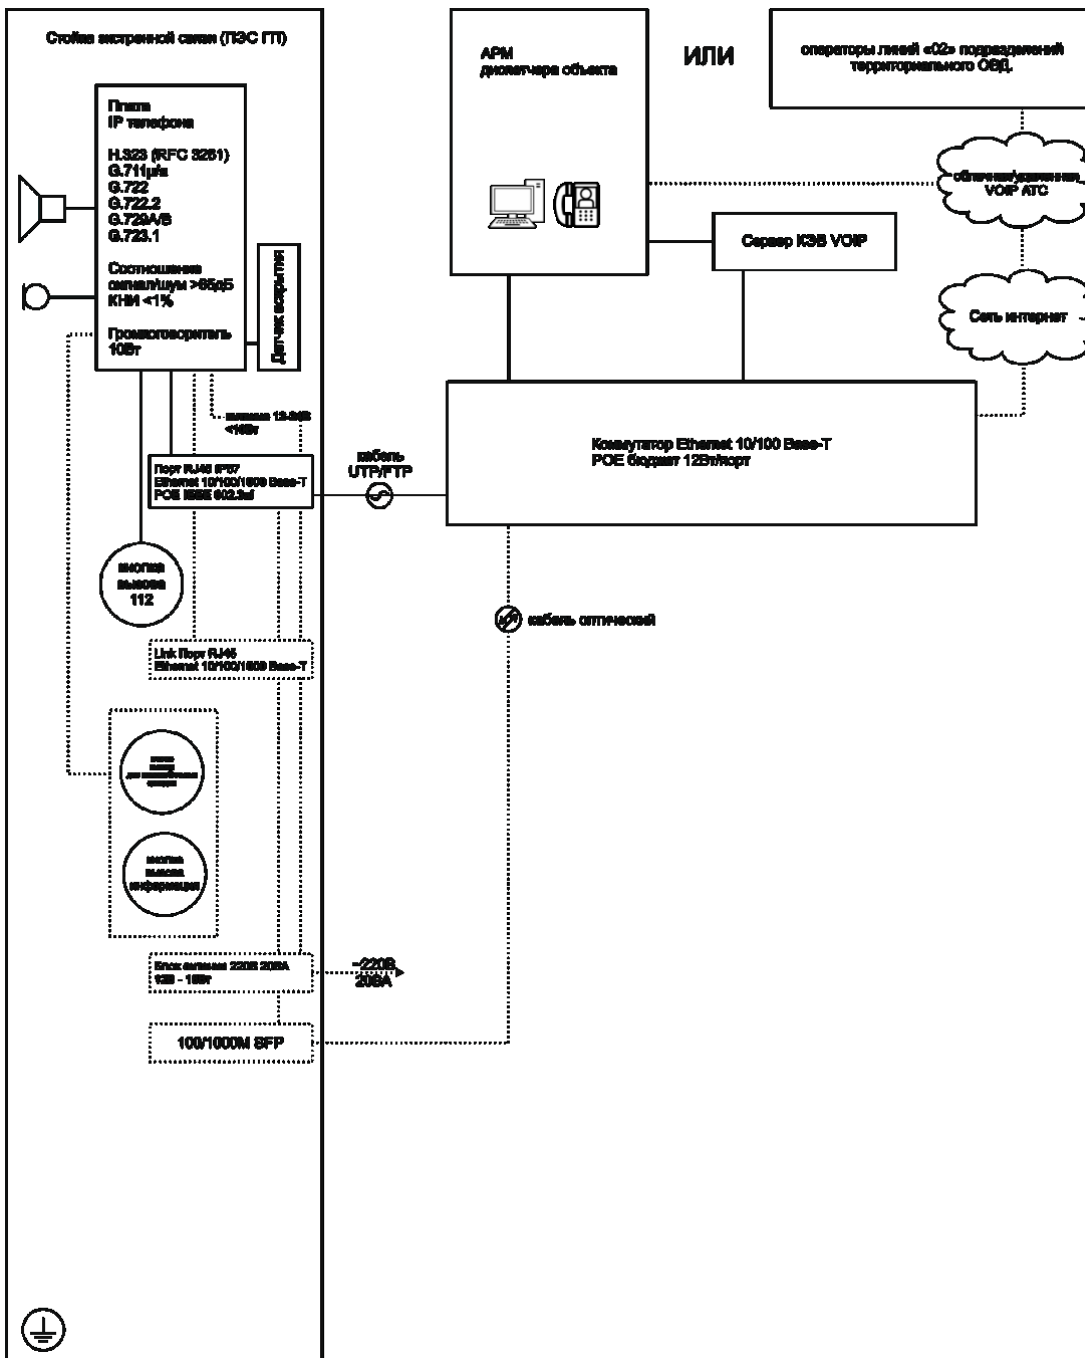 Стойка экстренной связи (ПЭС ГП)
Плата
IP телефона
H.323 (RFC 3261)
G.711µ/a
G.722
G.722.2
G.729A/B
G.723.1
Соотношение
сигнал/шум >65дБ
КНИ <1%
Громкоговоритель
10Вт
Датчик вскрытия
питание 12-24В
Порт RJ45 IP67
Ethernet 10/100/1000 Base-T
POE IEEE 802.3af
кнопка
вызова
112
Link Порт RJ45
Ethernet 10/100/1000 Base-T
кнопка
вызова
информация
Блок питания 220В 20ВА
12В - 15Вт
100/1000M SFP
~220В
20ВА
кабель
UTP/FTP
АРМ
диспетчера объекта
ИЛИ
операторы линий «02» подразделений
территориального ОВД.
облачная/удаленная
VOIP АТС
Сервер КЭВ VOIP
Сеть интернет
Коммутатор Ethernet 10/100 Base-T
POE бюджет 12Вт/порт
кабель оптический